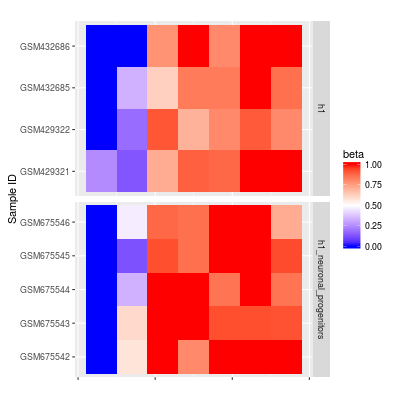 GSM432686
GSM432685
GSM429322
GSM429321
h1
GSM675546
GSM675545
GSM675544
GSM675543
GSM675542
h1_neuronal_progenitors
Sample ID
beta
1.00
0.75
0.50
0.25
0.00